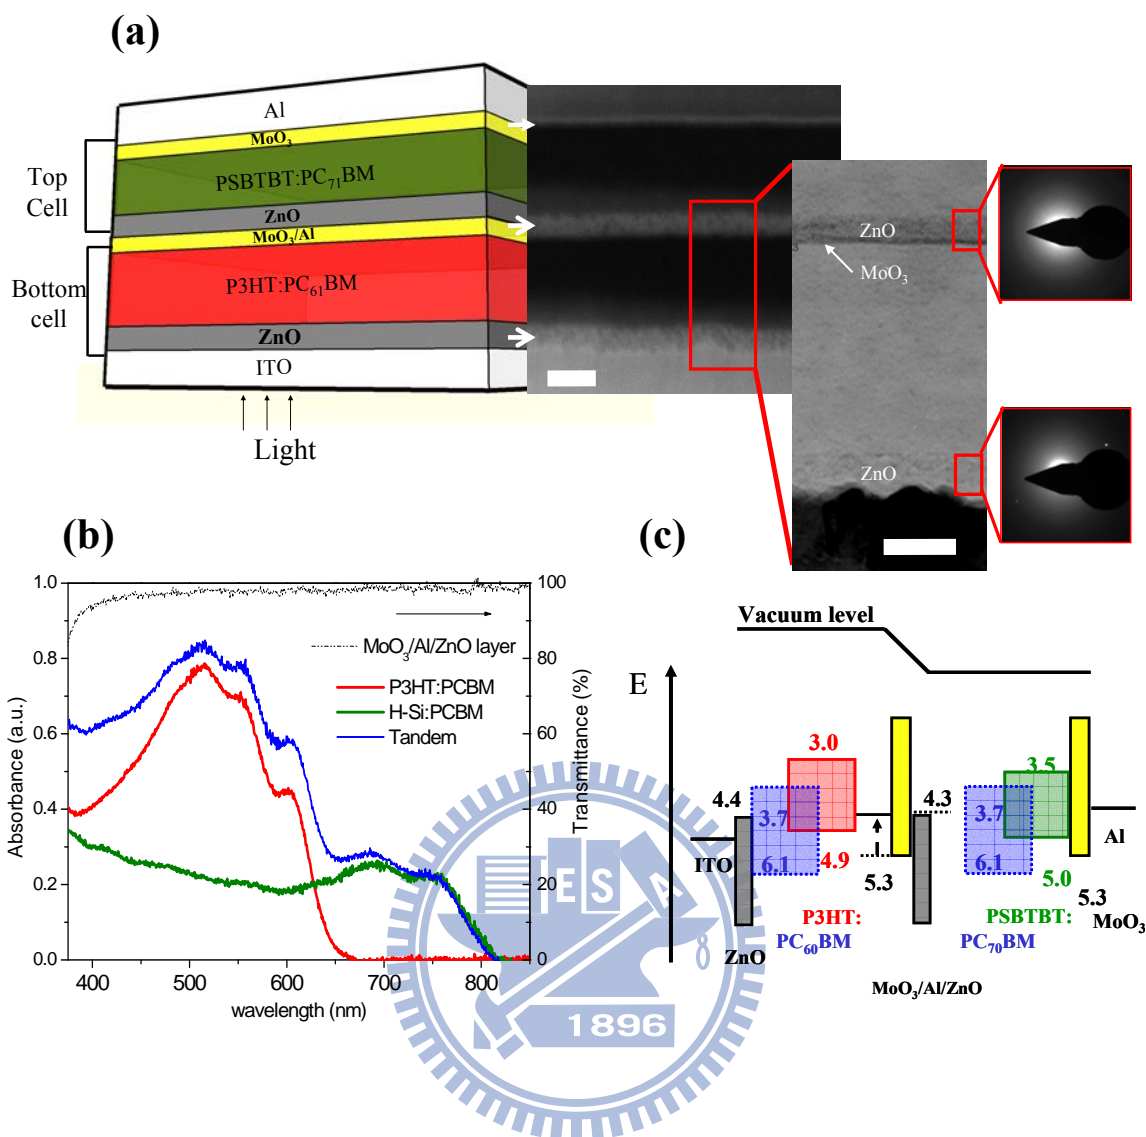 (a)
Al
MoO₃
PSBTBT:PC₇₁BM
ZnO
MoO₃/Al
P3HT:PC₆₁BM
ZnO
ITO
Top
Cell
Bottom
cell
Light
ZnO
MoO₃
ZnO
(b)
1.0
0.8
0.6
0.4
0.2
0.0
Absorbance (a.u.)
100
80
60
40
20
0
Transmittance (%)
MoO₃/Al/ZnO layer
P3HT:PCBM
H-Si:PCBM
Tandem
400
500
600
700
800
wavelength (nm)
(c)
Vacuum level
E
4.4
3.0
3.7
6.1
4.9
5.3
4.3
3.5
3.7
6.1
5.0
5.3
ITO
ZnO
P3HT:
PC₆₀BM
PSBTBT:
PC₇₀BM
Al
MoO₃
MoO₃/Al/ZnO
E S
A
1896